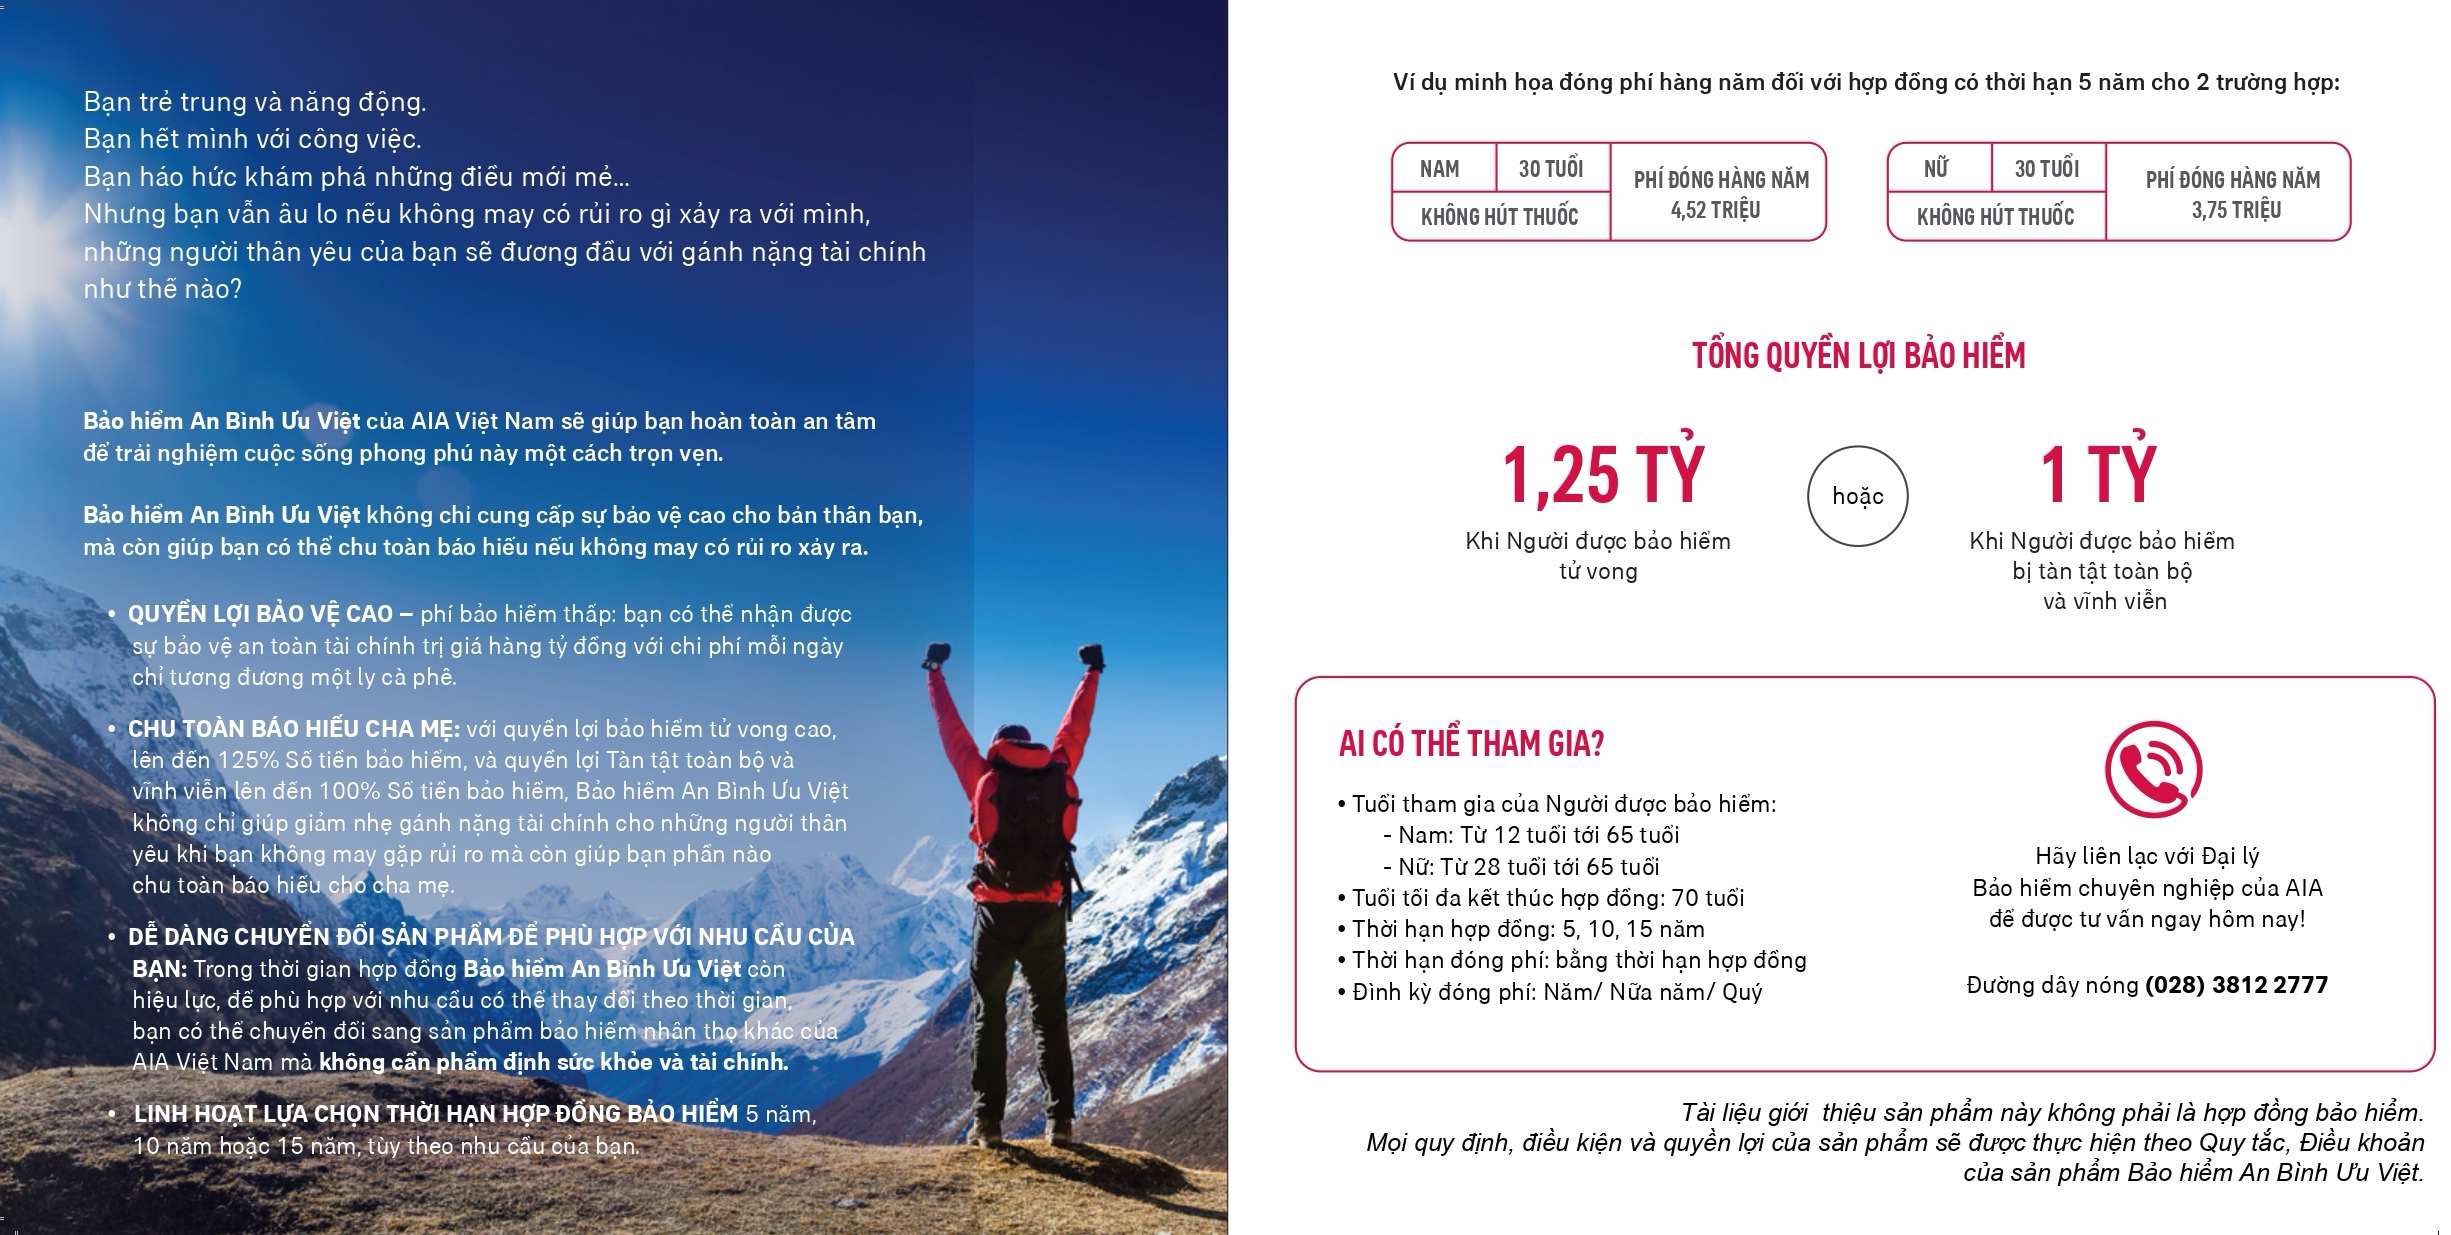 Bạn trẻ trung và năng động.
Bạn hết mình với công việc.
Bạn háo hức khám phá những điều mới mẻ...
Nhưng bạn vẫn âu lo nếu không may có rủi ro gì xảy ra với mình,
những người thân yêu của bạn sẽ đương đầu với gánh nặng tài chính
như thế nào?
Bảo hiểm An Bình Ưu Việt của AIA Việt Nam sẽ giúp bạn hoàn toàn an tâm
để trải nghiệm cuộc sống phong phú này một cách trọn vẹn.
Bảo hiểm An Bình Ưu Việt không chỉ cung cấp sự bảo vệ cao cho bản thân bạn,
mà còn giúp bạn có thể chu toàn báo hiếu nếu không may có rủi ro xảy ra.
• QUYỀN LỢI BẢO VỆ CAO – phí bảo hiểm thấp: bạn có thể nhận được
sự bảo vệ an toàn tài chính trị giá hàng tỷ đồng với chi phí mỗi ngày
chỉ tương đương một ly cà phê.
• CHU TOÀN BÁO HIẾU CHA MẸ: với quyền lợi bảo hiểm tử vong cao,
lên đến 125% Số tiền bảo hiểm, và quyền lợi Tàn tật toàn bộ và
vĩnh viễn lên đến 100% Số tiền bảo hiểm, Bảo hiểm An Bình Ưu Việt
không chỉ giúp giảm nhẹ gánh nặng tài chính cho những người thân
yêu khi bạn không may gặp rủi ro mà còn giúp bạn phần nào
chu toàn báo hiếu cho cha mẹ.
• DỄ DÀNG CHUYỂN ĐỔI SẢN PHẨM ĐỂ PHÙ HỢP VỚI NHU CẦU CỦA
BẠN: Trong thời gian hợp đồng Bảo hiểm An Bình Ưu Việt còn
hiệu lực, để phù hợp với nhu cầu có thể thay đổi theo thời gian,
bạn có thể chuyển đổi sang sản phẩm bảo hiểm nhân thọ khác của
AIA Việt Nam mà không cần phẩm định sức khỏe và tài chính.
• LINH HOẠT LỰA CHỌN THỜI HẠN HỢP ĐỒNG BẢO HIỂM 5 năm,
10 năm hoặc 15 năm, tùy theo nhu cầu của bạn.
Ví dụ minh họa đóng phí hàng năm đối với hợp đồng có thời hạn 5 năm cho 2 trường hợp:
NAM
30 TUỔI
KHÔNG HÚT THUỐC
PHÍ ĐÓNG HÀNG NĂM
4,52 TRIỆU
NỮ
30 TUỔI
KHÔNG HÚT THUỐC
PHÍ ĐÓNG HÀNG NĂM
3,75 TRIỆU
TỔNG QUYỀN LỢI BẢO HIỂM
1,25 TỶ
Khi Người được bảo hiểm
tử vong
hoặc
1 TỶ
Khi Người được bảo hiểm
bị tàn tật toàn bộ
và vĩnh viễn
AI CÓ THỂ THAM GIA?
• Tuổi tham gia của Người được bảo hiểm:
- Nam: Từ 12 tuổi tới 65 tuổi
- Nữ: Từ 28 tuổi tới 65 tuổi
• Tuổi tối đa kết thúc hợp đồng: 70 tuổi
• Thời hạn hợp đồng: 5, 10, 15 năm
• Thời hạn đóng phí: bằng thời hạn hợp đồng
• Đình kỳ đóng phí: Năm/ Nữa năm/ Quý
Hãy liên lạc với Đại lý
Bảo hiểm chuyên nghiệp của AIA
để được tư vấn ngay hôm nay!
Đường dây nóng (028) 3812 2777
Tài liệu giới thiệu sản phẩm này không phải là hợp đồng bảo hiểm.
Mọi quy định, điều kiện và quyền lợi của sản phẩm sẽ được thực hiện theo Quy tắc, Điều khoản
của sản phẩm Bảo hiểm An Bình Ưu Việt.